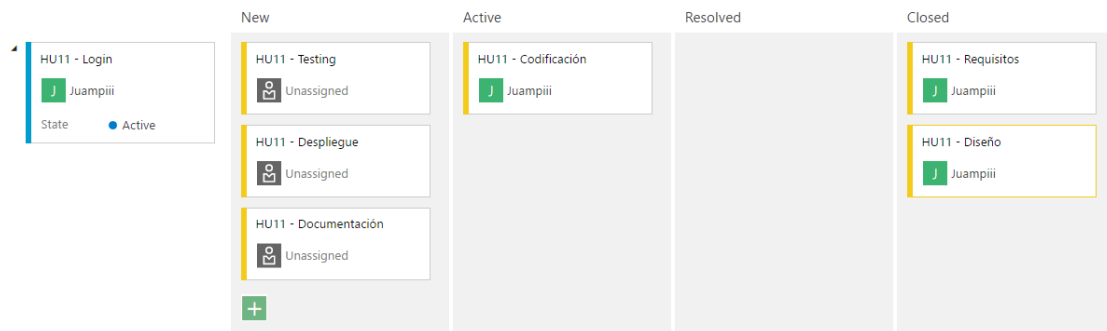 New
Active
Resolved
Closed
HU11 - Login
J Juampiii
State Active
HU11 - Testing
Unassigned
HU11 - Despliegue
Unassigned
HU11 - Documentación
Unassigned
HU11 - Codificación
J Juampiii
HU11 - Requisitos
J Juampiii
HU11 - Diseño
J Juampiii